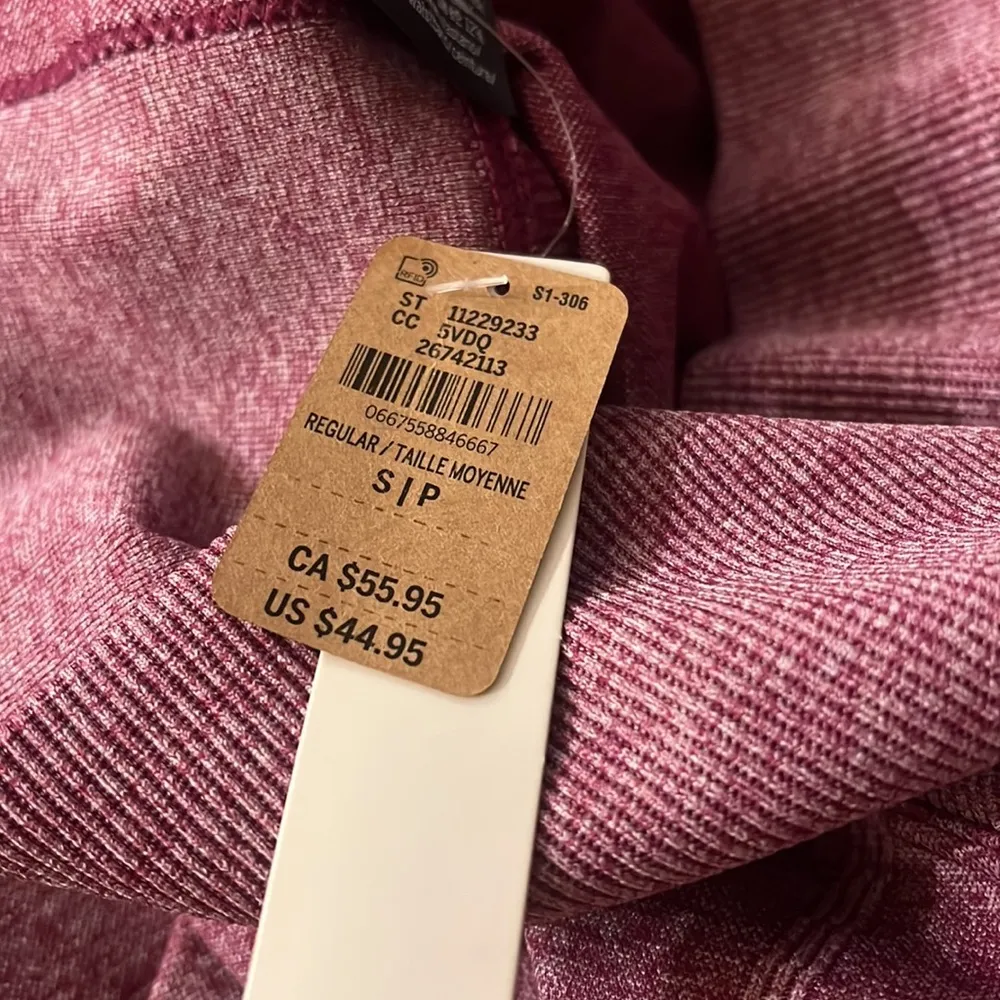 RFID
S1-306
ST 11229233
CC 5VDQ
26742113
0667558846667
REGULAR / TAILLE MOYENNE
S|P
CA $55.95
US $44.95